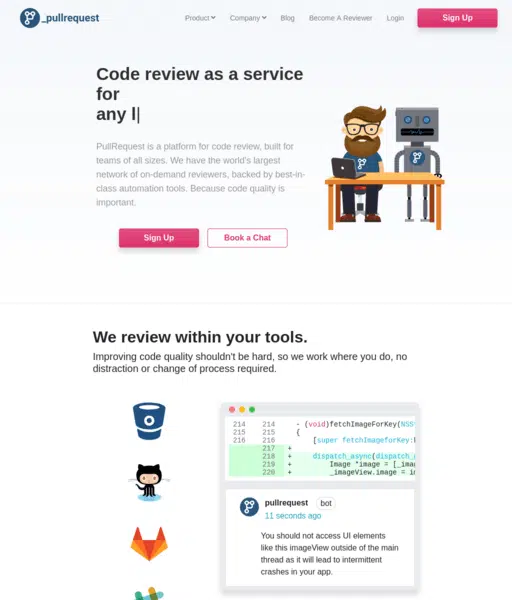 _pullrequest
Product
Company
Blog
Become A Reviewer
Login
Sign Up
Code review as a service
for
any l|
PullRequest is a platform for code review, built for
teams of all sizes. We have the world's largest
network of on-demand reviewers, backed by best-in-
class automation tools. Because code quality is
important.
Sign Up
Book a Chat
We review within your tools.
Improving code quality shouldn't be hard, so we work where you do, no
distraction or change of process required.
214 214 - (void)fetchImageForKey(NSS
215 215 {
216 216 [super fetchImageforKey:
217 +
218 + dispatch_async(dispatch_
219 + Image *image = [_ima
220 + _imageView.image = i
pullrequest bot
11 seconds ago
You should not access UI elements
like this imageView outside of the main
thread as it will lead to intermittent
crashes in your app.